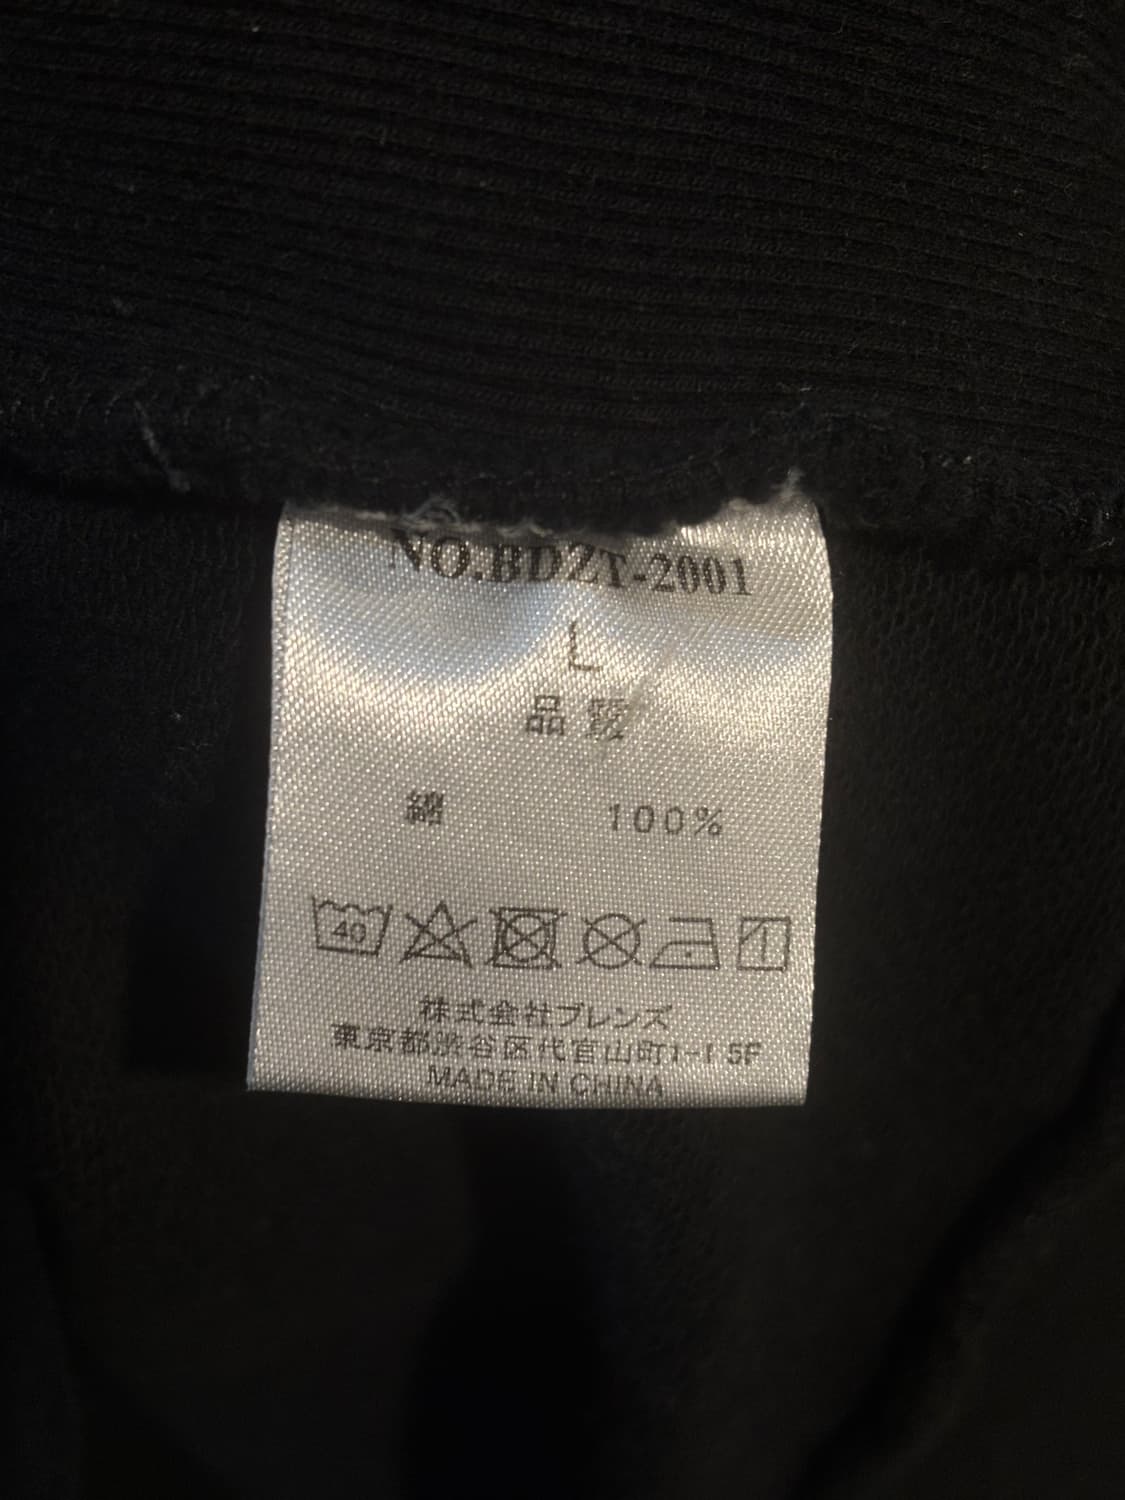 NO.BDZT-2001
L
品質
綿 100%
40
株式会社ブレンズ
東京都渋谷区代官山町1-1 5F
MADE IN CHINA